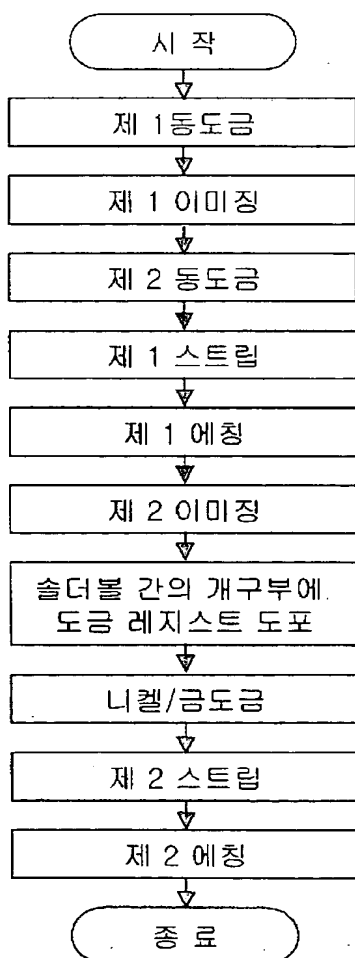 시 작
제 1동도금
제 1 이미징
제 2 동도금
제 1 스트립
제 1 에칭
제 2 이미징
솔더볼 간의 개구부에
도금 레지스트 도포
니켈/금도금
제 2 스트립
제 2 에칭
종 료